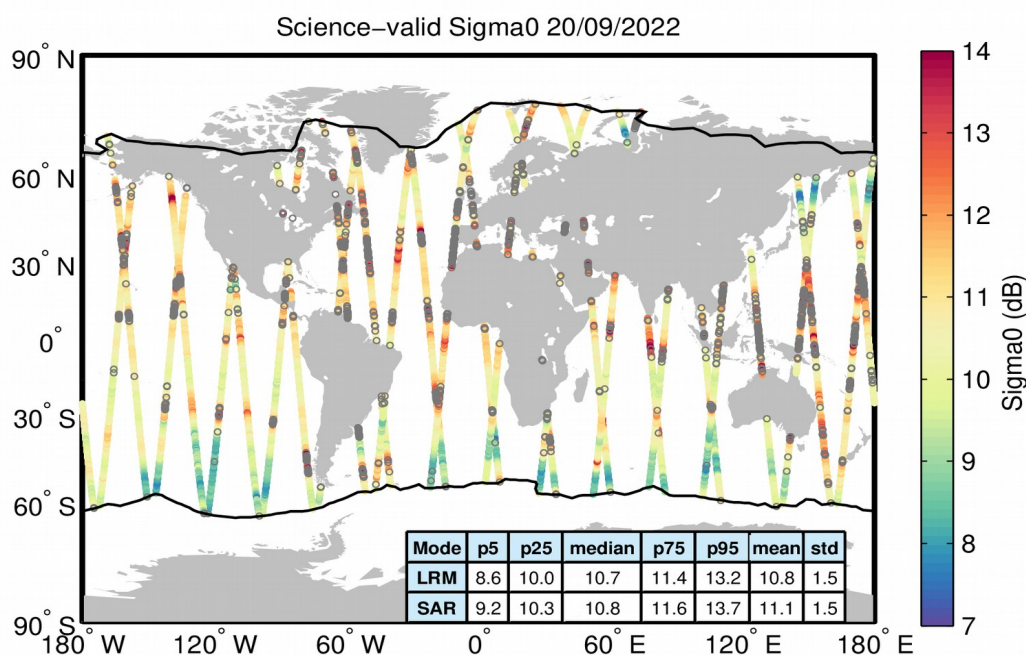 Science−valid Sigma0 20/09/2022
90° N
60° N
30° N
0°
30° S
60° S
90° S
180° W
120° W
60° W
0°
60° E
120° E
180° E
14
13
12
11
10
9
8
7
Sigma0 (dB)
Mode p5 p25 median p75 p95 mean std
LRM 8.6 10.0 10.7 11.4 13.2 10.8 1.5
SAR 9.2 10.3 10.8 11.6 13.7 11.1 1.5